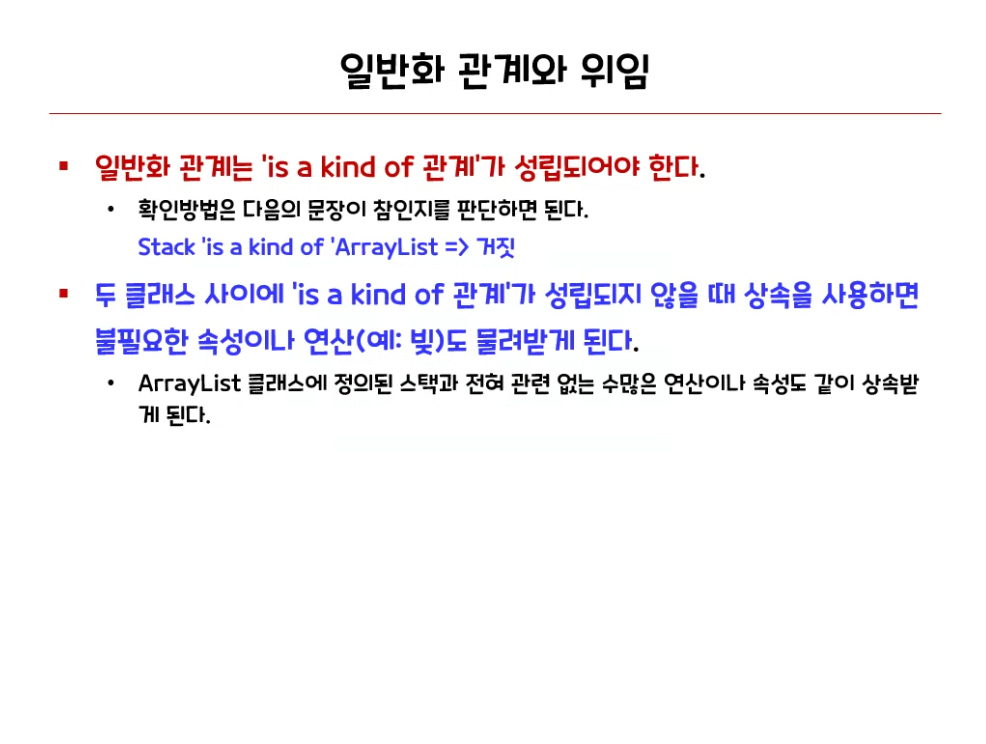 일반화 관계와 위임
▪ 일반화 관계는 'is a kind of 관계'가 성립되어야 한다.
• 확인방법은 다음의 문장이 참인지를 판단하면 된다.
Stack 'is a kind of 'ArrayList => 거짓
▪ 두 클래스 사이에 'is a kind of 관계'가 성립되지 않을 때 상속을 사용하면
불필요한 속성이나 연산(예: 빚)도 물려받게 된다.
• ArrayList 클래스에 정의된 스택과 전혀 관련 없는 수많은 연산이나 속성도 같이 상속받
게 된다.